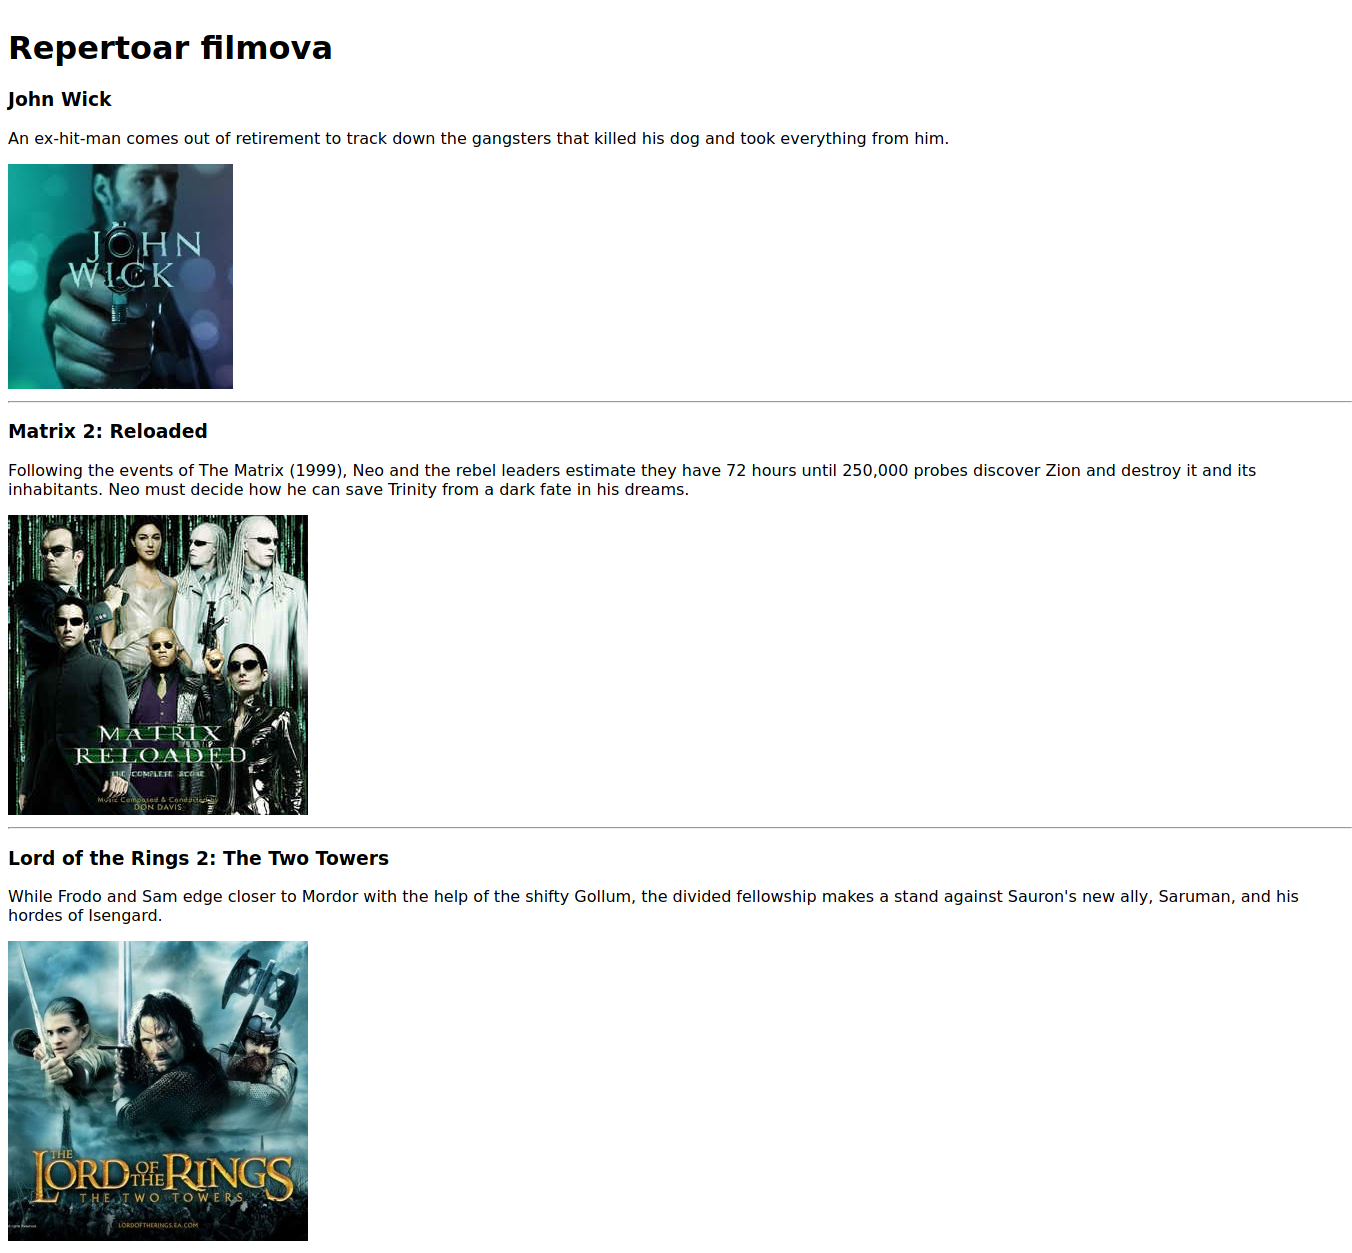 Repertoar filmova
John Wick
An ex-hit-man comes out of retirement to track down the gangsters that killed his dog and took everything from him.
JOHN
WICK
Matrix 2: Reloaded
Following the events of The Matrix (1999), Neo and the rebel leaders estimate they have 72 hours until 250,000 probes discover Zion and destroy it and its
inhabitants. Neo must decide how he can save Trinity from a dark fate in his dreams.
MATRIX
RELOADED
THE COMPLETE SCORE
Music Composed & Conducted by
DON DAVIS
Lord of the Rings 2: The Two Towers
While Frodo and Sam edge closer to Mordor with the help of the shifty Gollum, the divided fellowship makes a stand against Sauron's new ally, Saruman, and his
hordes of Isengard.
THE
LORD OF THE RINGS
THE TWO TOWERS
LORDOFTHERINGS.EA.COM